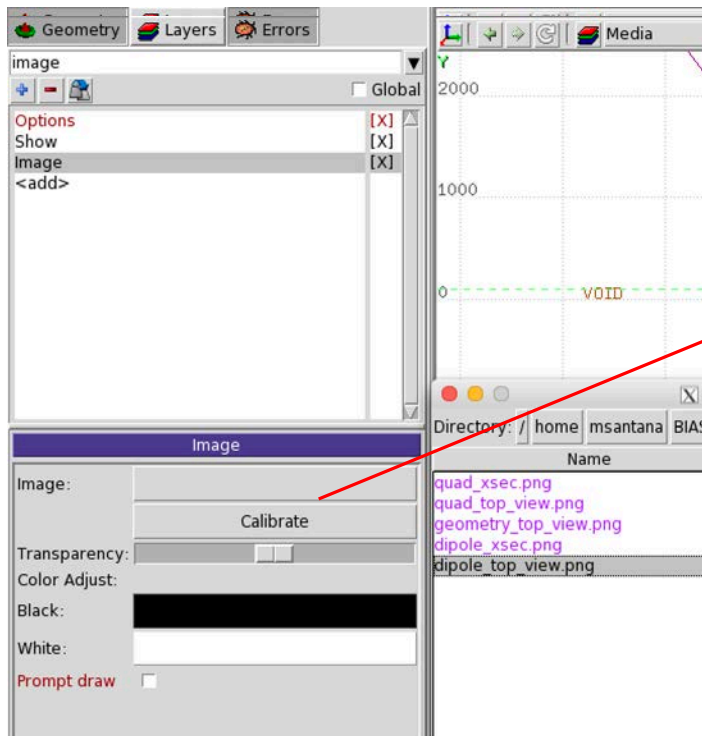 Geometry Layers Errors
image
Global
Options [X]
Show [X]
Image [X]
<add>
Image
Image:
Calibrate
Transparency:
Color Adjust:
Black:
White:
Prompt draw
Media
Y
2000
1000
0
VOID
X
Directory: / home msantana BIAS
Name
quad_xsec.png
quad_top_view.png
geometry_top_view.png
dipole_xsec.png
dipole_top_view.png